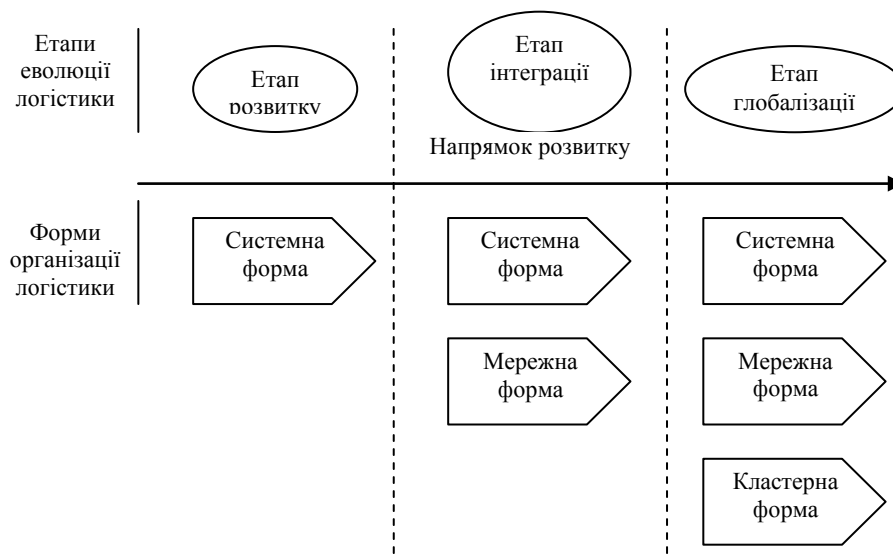 Етапи
еволюції
логістики
Етап
розвитку
Етап
інтеграції
Етап
глобалізації
Напрямок розвитку
Форми
організації
логістики
Системна
форма
Системна
форма
Системна
форма
Мережна
форма
Мережна
форма
Кластерна
форма